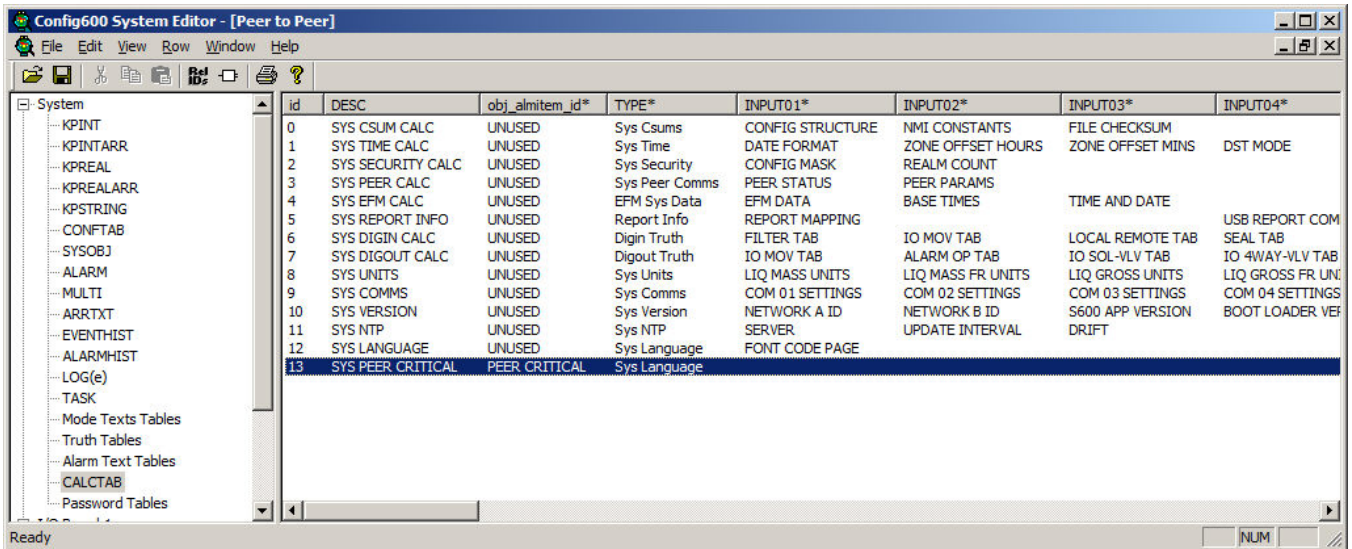 Config600 System Editor - [Peer to Peer]
File Edit View Row Window Help
Rel IDs
System
KPINT
KPINTARR
KPREAL
KPREALARR
KPSTRING
CONFTAB
SYSOBJ
ALARM
MULTI
ARRTXT
EVENTHIST
ALARMHIST
LOG(e)
TASK
Mode Texts Tables
Truth Tables
Alarm Text Tables
CALCTAB
Password Tables
id DESC obj_almitem_id* TYPE* INPUT01* INPUT02* INPUT03* INPUT04*
0 SYS CSUM CALC UNUSED Sys Csums CONFIG STRUCTURE NMI CONSTANTS FILE CHECKSUM
1 SYS TIME CALC UNUSED Sys Time DATE FORMAT ZONE OFFSET HOURS ZONE OFFSET MINS DST MODE
2 SYS SECURITY CALC UNUSED Sys Security CONFIG MASK REALM COUNT
3 SYS PEER CALC UNUSED Sys Peer Comms PEER STATUS PEER PARAMS
4 SYS EFM CALC UNUSED EFM Sys Data EFM DATA BASE TIMES TIME AND DATE
5 SYS REPORT INFO UNUSED Report Info REPORT MAPPING USB REPORT COM
6 SYS DIGIN CALC UNUSED Digin Truth FILTER TAB IO MOV TAB LOCAL REMOTE TAB SEAL TAB
7 SYS DIGOUT CALC UNUSED Digout Truth IO MOV TAB ALARM OP TAB IO SOL-VLV TAB IO 4WAY-VLV TAB
8 SYS UNITS UNUSED Sys Units LIQ MASS UNITS LIQ MASS FR UNITS LIQ GROSS UNITS LIQ GROSS FR UNI
9 SYS COMMS UNUSED Sys Comms COM 01 SETTINGS COM 02 SETTINGS COM 03 SETTINGS COM 04 SETTINGS
10 SYS VERSION UNUSED Sys Version NETWORK A ID NETWORK B ID S600 APP VERSION BOOT LOADER VER
11 SYS NTP UNUSED Sys NTP SERVER UPDATE INTERVAL DRIFT
12 SYS LANGUAGE UNUSED Sys Language FONT CODE PAGE
13 SYS PEER CRITICAL PEER CRITICAL Sys Language
Ready NUM